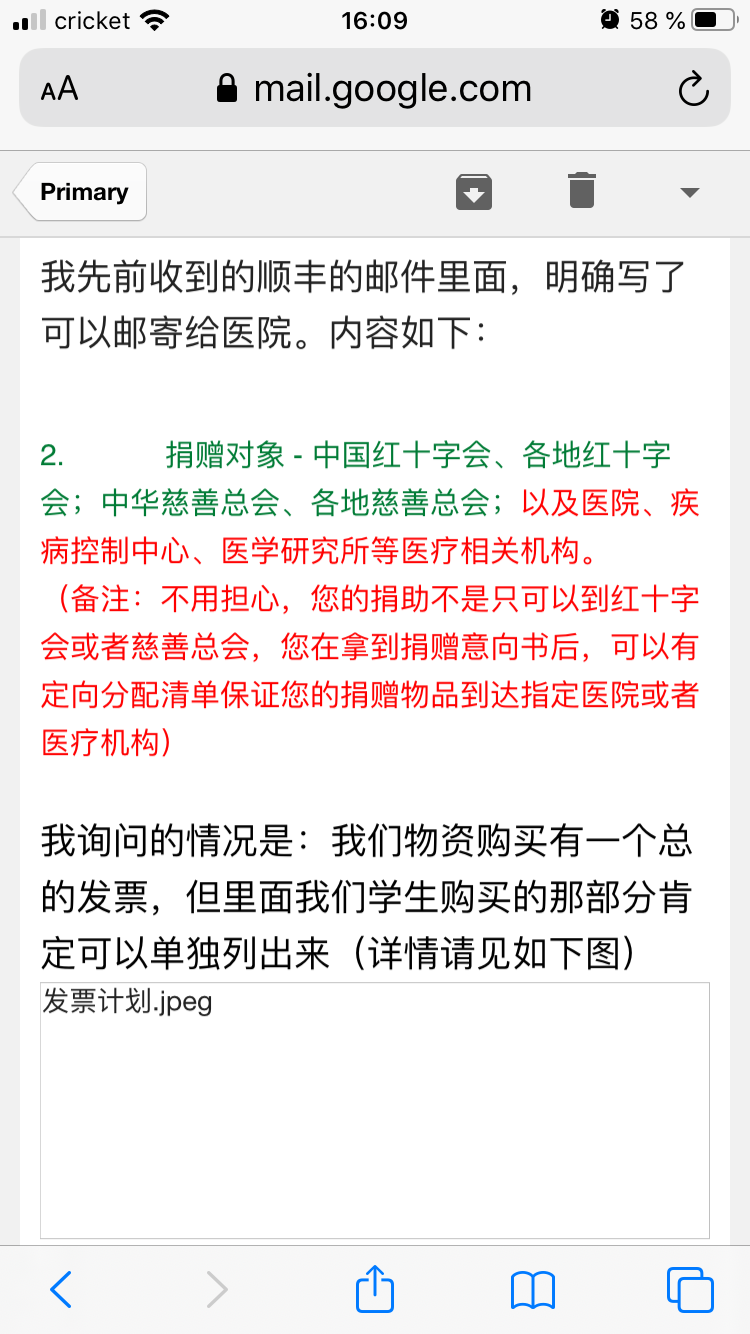 cricket 16:09 58 %
AA mail.google.com
Primary
我先前收到的顺丰的邮件里面，明确写了
可以邮寄给医院。内容如下：
2. 捐赠对象 - 中国红十字会、各地红十字
会；中华慈善总会、各地慈善总会；以及医院、疾
病控制中心、医学研究所等医疗相关机构。
（备注：不用担心，您的捐助不是只可以到红十字
会或者慈善总会，您在拿到捐赠意向书后，可以有
定向分配清单保证您的捐赠物品到达指定医院或者
医疗机构）
我询问的情况是：我们物资购买有一个总
的发票，但里面我们学生购买的那部分肯
定可以单独列出来（详情请见如下图）
发票计划.jpeg